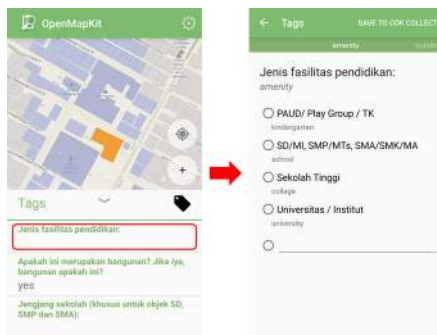 OpenMapKit
Tags
Jenis fasilitas pendidikan:
Apakah ini merupakan bangunan? Jika iya,
bangunan apakah ini?
yes
Jengjang sekolah (khusus untuk objek SD,
SMP dan SMA):
Tags
SAVE TO ODK COLLECT
amenity
Jenis fasilitas pendidikan:
amenity
PAUD/ Play Group / TK
kindergarten
SD/MI, SMP/MTs, SMA/SMK/MA
school
Sekolah Tinggi
college
Universitas / Institut
university